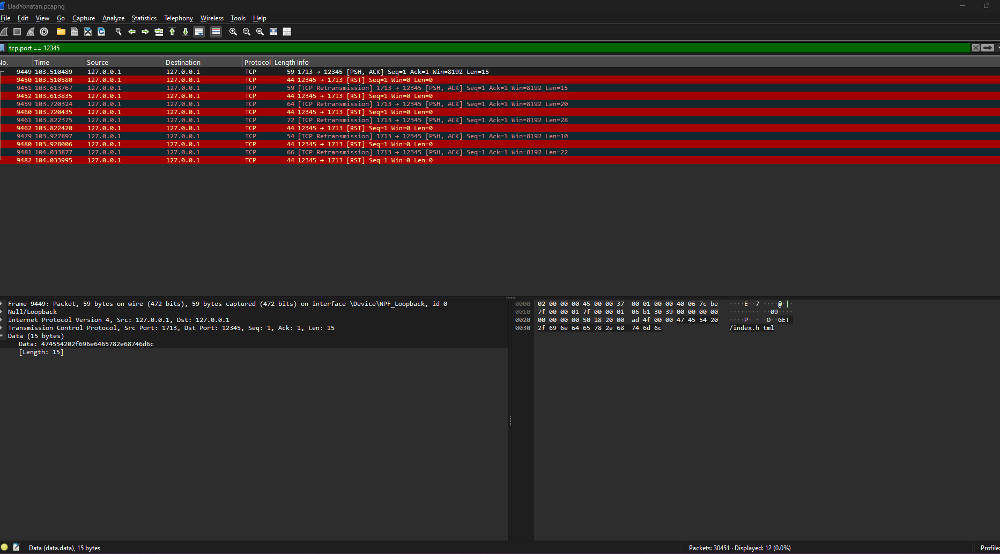 EladYonatan.pcapng
File Edit View Go Capture Analyze Statistics Telephony Wireless Tools Help
tcp.port == 12345
No. Time Source Destination Protocol Length Info
9449 103.510489 127.0.0.1 127.0.0.1 TCP 59 1713 → 12345 [PSH, ACK] Seq=1 Ack=1 Win=8192 Len=15
9450 103.510580 127.0.0.1 127.0.0.1 TCP 44 12345 → 1713 [RST] Seq=1 Win=0 Len=0
9451 103.613767 127.0.0.1 127.0.0.1 TCP 59 [TCP Retransmission] 1713 → 12345 [PSH, ACK] Seq=1 Ack=1 Win=8192 Len=15
9452 103.613835 127.0.0.1 127.0.0.1 TCP 44 12345 → 1713 [RST] Seq=1 Win=0 Len=0
9459 103.720324 127.0.0.1 127.0.0.1 TCP 64 [TCP Retransmission] 1713 → 12345 [PSH, ACK] Seq=1 Ack=1 Win=8192 Len=20
9460 103.720435 127.0.0.1 127.0.0.1 TCP 44 12345 → 1713 [RST] Seq=1 Win=0 Len=0
9461 103.822375 127.0.0.1 127.0.0.1 TCP 72 [TCP Retransmission] 1713 → 12345 [PSH, ACK] Seq=1 Ack=1 Win=8192 Len=28
9462 103.822420 127.0.0.1 127.0.0.1 TCP 44 12345 → 1713 [RST] Seq=1 Win=0 Len=0
9479 103.927897 127.0.0.1 127.0.0.1 TCP 54 [TCP Retransmission] 1713 → 12345 [PSH, ACK] Seq=1 Ack=1 Win=8192 Len=10
9480 103.928006 127.0.0.1 127.0.0.1 TCP 44 12345 → 1713 [RST] Seq=1 Win=0 Len=0
9481 104.033877 127.0.0.1 127.0.0.1 TCP 66 [TCP Retransmission] 1713 → 12345 [PSH, ACK] Seq=1 Ack=1 Win=8192 Len=22
9482 104.033995 127.0.0.1 127.0.0.1 TCP 44 12345 → 1713 [RST] Seq=1 Win=0 Len=0
Frame 9449: Packet, 59 bytes on wire (472 bits), 59 bytes captured (472 bits) on interface \Device\NPF_Loopback, id 0
Null/Loopback
Internet Protocol Version 4, Src: 127.0.0.1, Dst: 127.0.0.1
Transmission Control Protocol, Src Port: 1713, Dst Port: 12345, Seq: 1, Ack: 1, Len: 15
Data (15 bytes)
Data: 474554202f696e6465782e68746d6c
[Length: 15]
0000 02 00 00 00 45 00 00 37 00 01 00 00 40 06 7c be ····E··7 ····@·|·
0010 7f 00 00 01 7f 00 00 01 06 b1 30 39 00 00 00 00 ········ ··09····
0020 00 00 00 00 50 18 20 00 ad 4f 00 00 47 45 54 20 ····P· · ·O··GET
0030 2f 69 6e 64 65 78 2e 68 74 6d 6c /index.h tml
Data (data.data), 15 bytes
Packets: 30451 · Displayed: 12 (0.0%)
Profile: